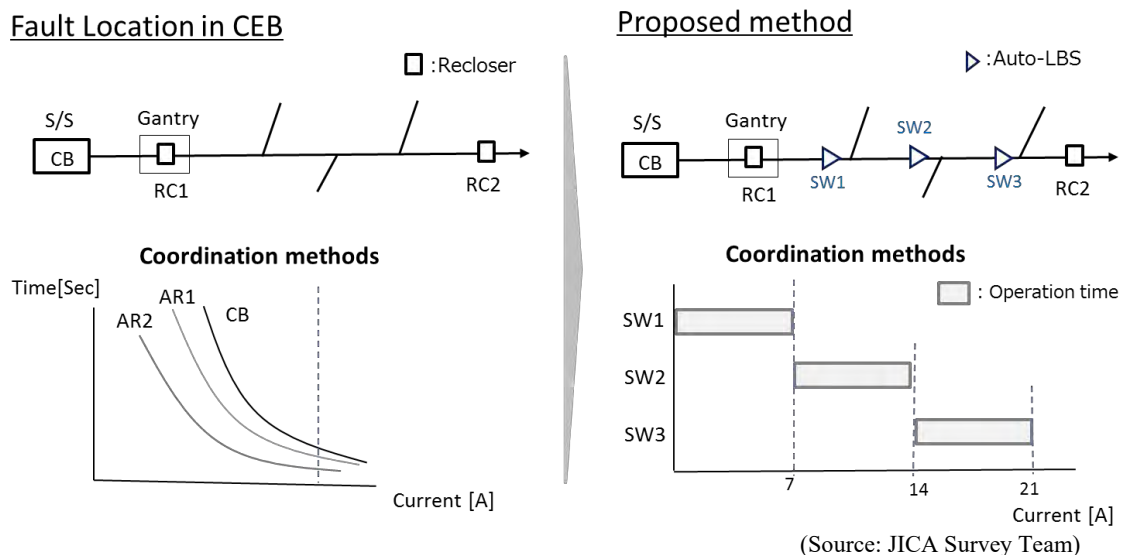 Fault Location in CEB
:Recloser
S/S
CB
Gantry
RC1
RC2
Coordination methods
Time[Sec]
AR1
AR2
CB
Current [A]
Proposed method
:Auto-LBS
S/S
CB
Gantry
RC1
SW1
SW2
SW3
RC2
Coordination methods
: Operation time
SW1
SW2
SW3
7
14
21
Current [A]
(Source: JICA Survey Team)